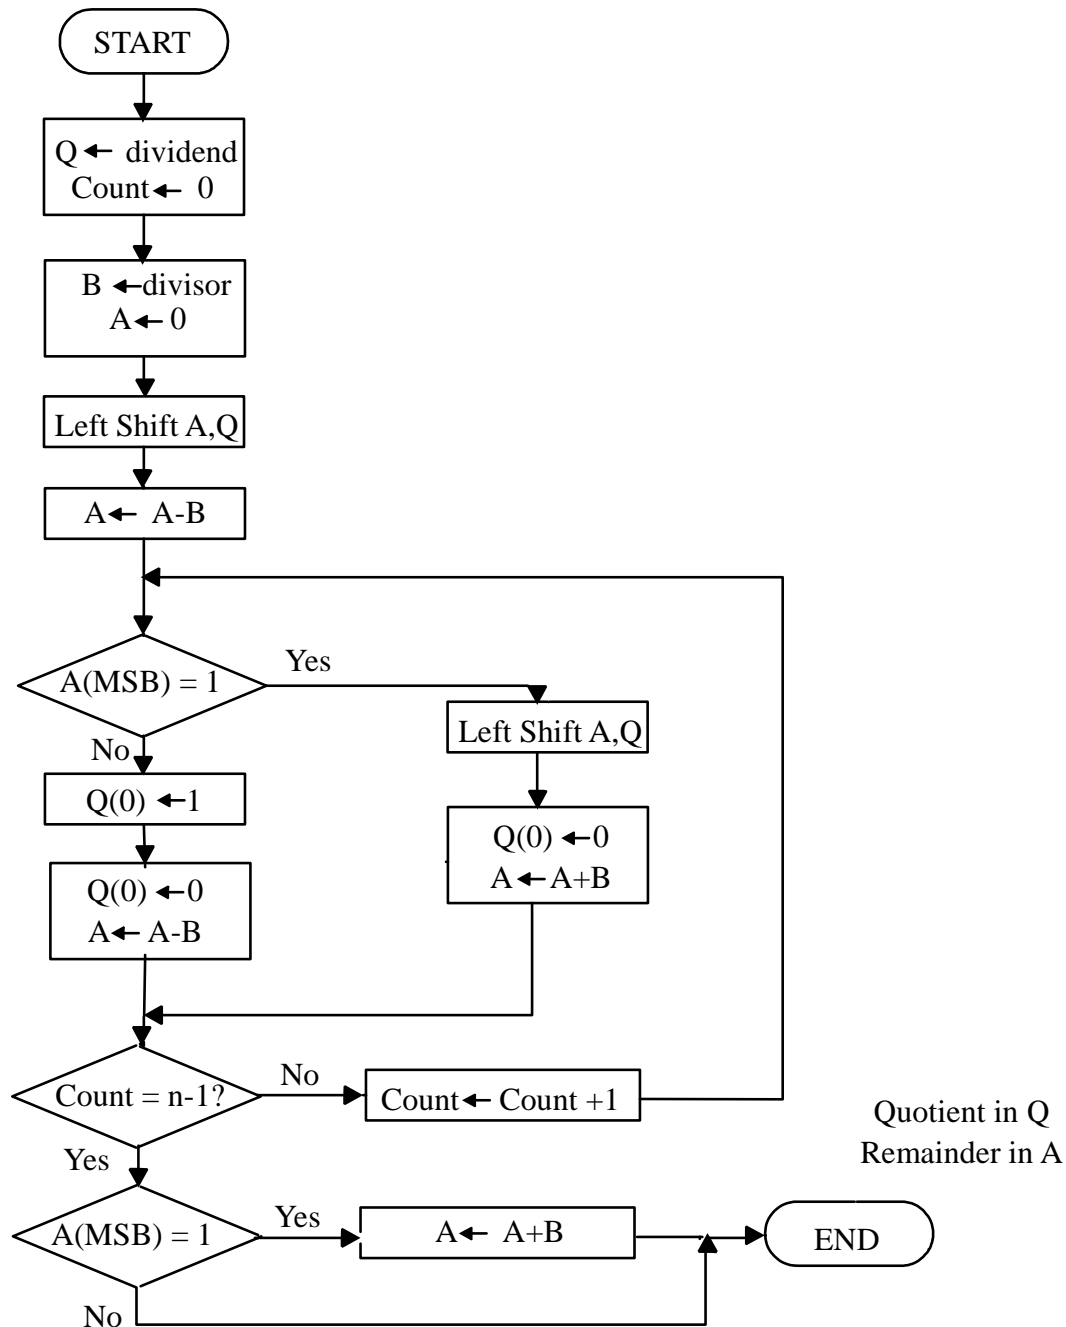 START
Q ← dividend
Count ← 0
B ← divisor
A ← 0
Left Shift A,Q
A ← A-B
A(MSB) = 1
Yes
Left Shift A,Q
No
Q(0) ← 1
Q(0) ← 0
A ← A+B
Q(0) ← 0
A ← A-B
Count = n-1?
No
Count ← Count +1
Quotient in Q
Remainder in A
Yes
A(MSB) = 1
Yes
A ← A+B
END
No